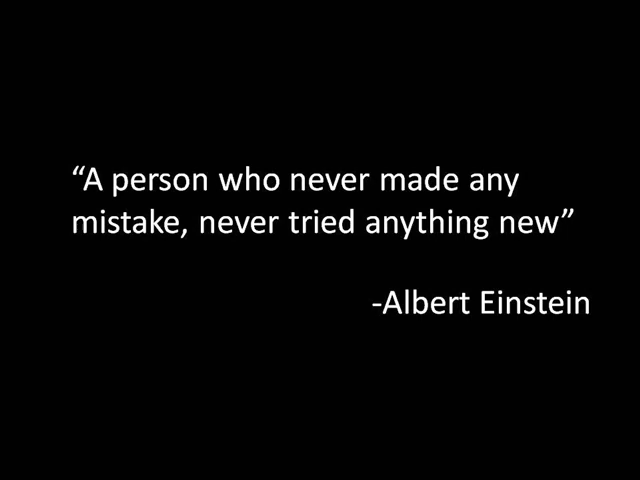 “A person who never made any
mistake, never tried anything new”
-Albert Einstein